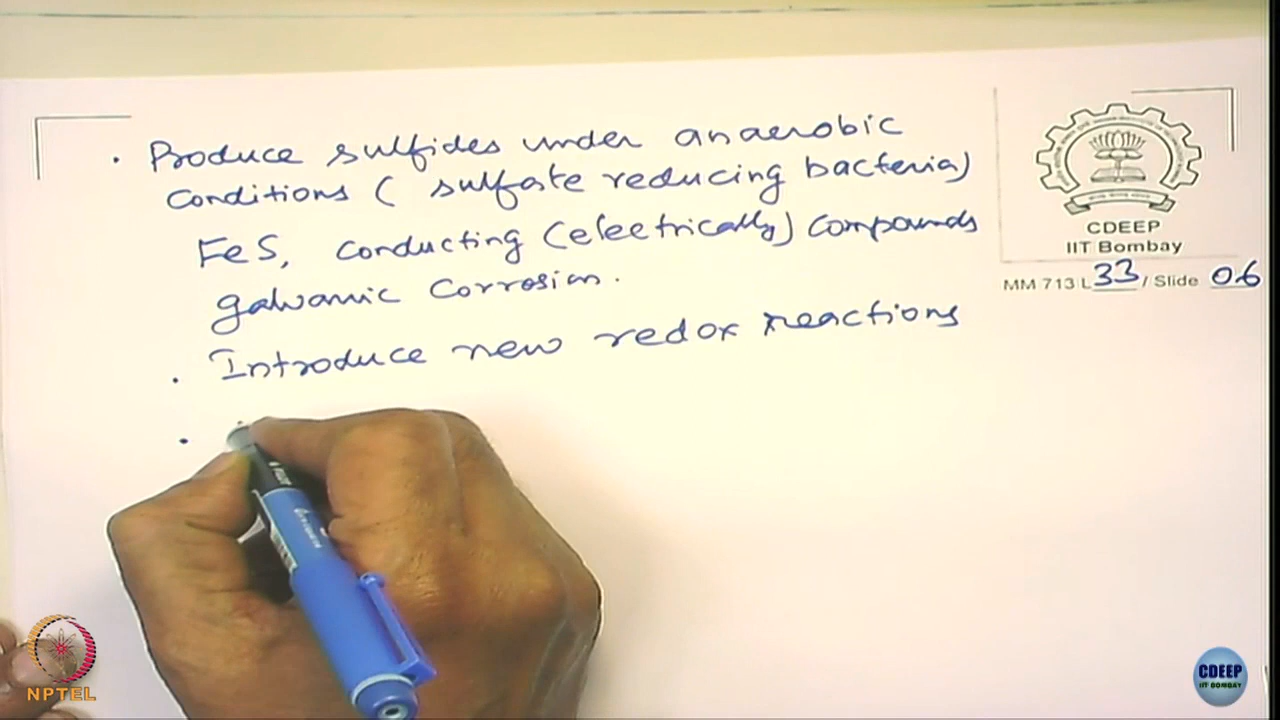 · Produce sulfides under anaerobic
conditions ( sulfate reducing bacteria)
FeS, conducting (electrically) compounds
galvanic corrosion.
· Introduce new redox reactions
·
CDEEP
IIT Bombay
MM 713 L 33 / Slide 06
NPTEL
CDEEP
IIT BOMBAY